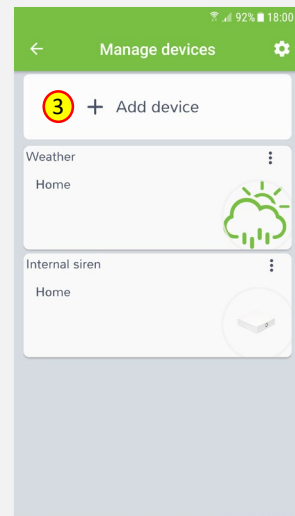 92% 18:00
Manage devices
3 + Add device
Weather
Home
Internal siren
Home